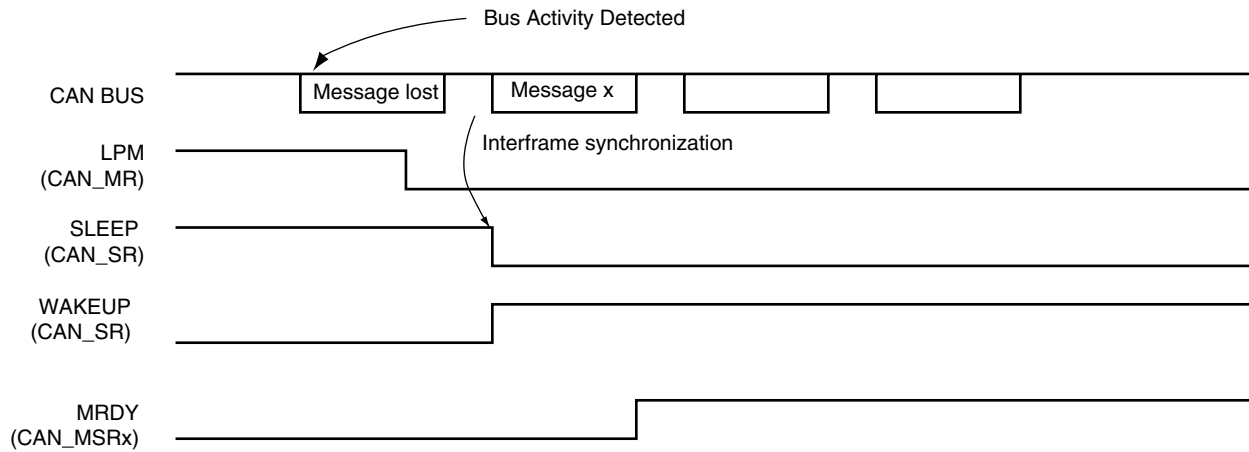 Bus Activity Detected
CAN BUS
Message lost
Message x
Interframe synchronization
LPM
(CAN_MR)
SLEEP
(CAN_SR)
WAKEUP
(CAN_SR)
MRDY
(CAN_MSRx)